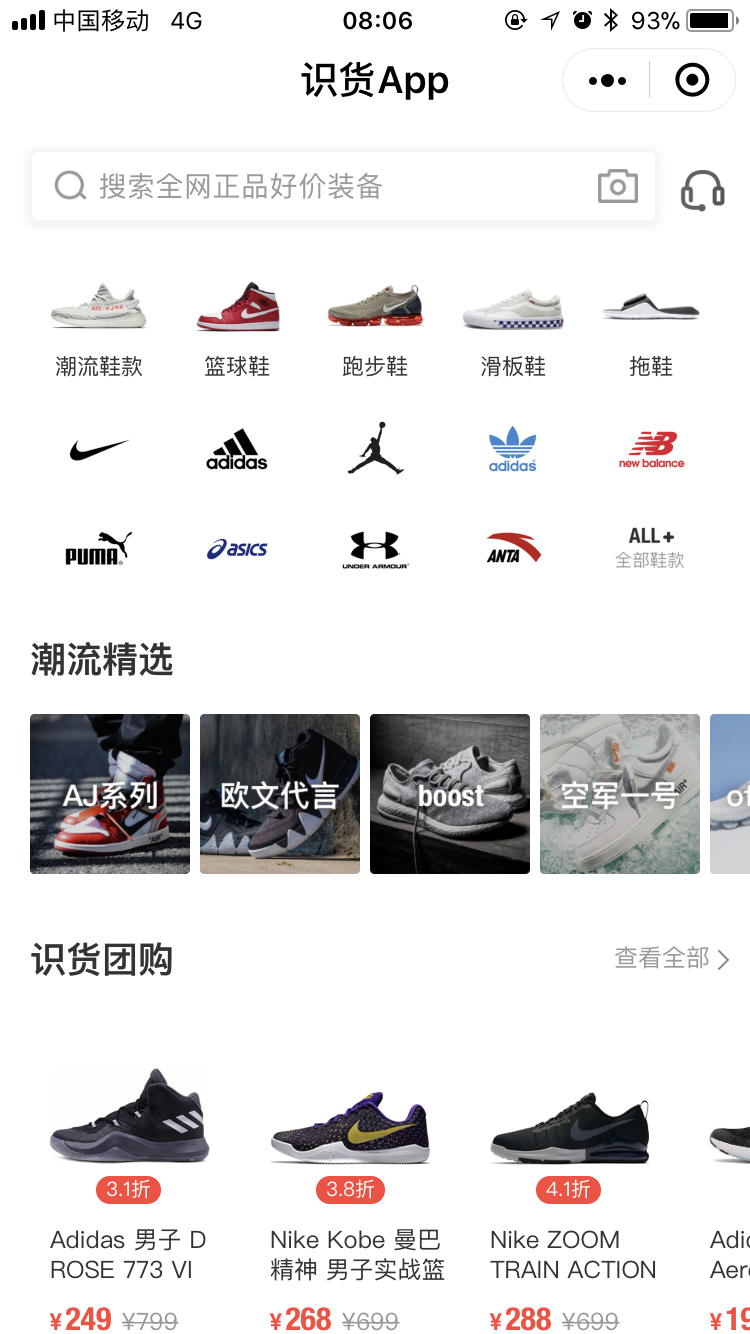 中国移动 4G 08:06 93%
识货App
搜索全网正品好价装备
潮流鞋款 篮球鞋 跑步鞋 滑板鞋 拖鞋
adidas adidas new balance
PUMA asics UNDER ARMOUR ANTA ALL+
全部鞋款
潮流精选
AJ系列 欧文代言 boost 空军一号 of
识货团购 查看全部
3.1折 3.8折 4.1折
Adidas 男子 D Nike Kobe 曼巴 Nike ZOOM Adid
ROSE 773 VI 精神 男子实战篮 TRAIN ACTION Aer
¥249 ¥799 ¥268 ¥699 ¥288 ¥699 ¥19